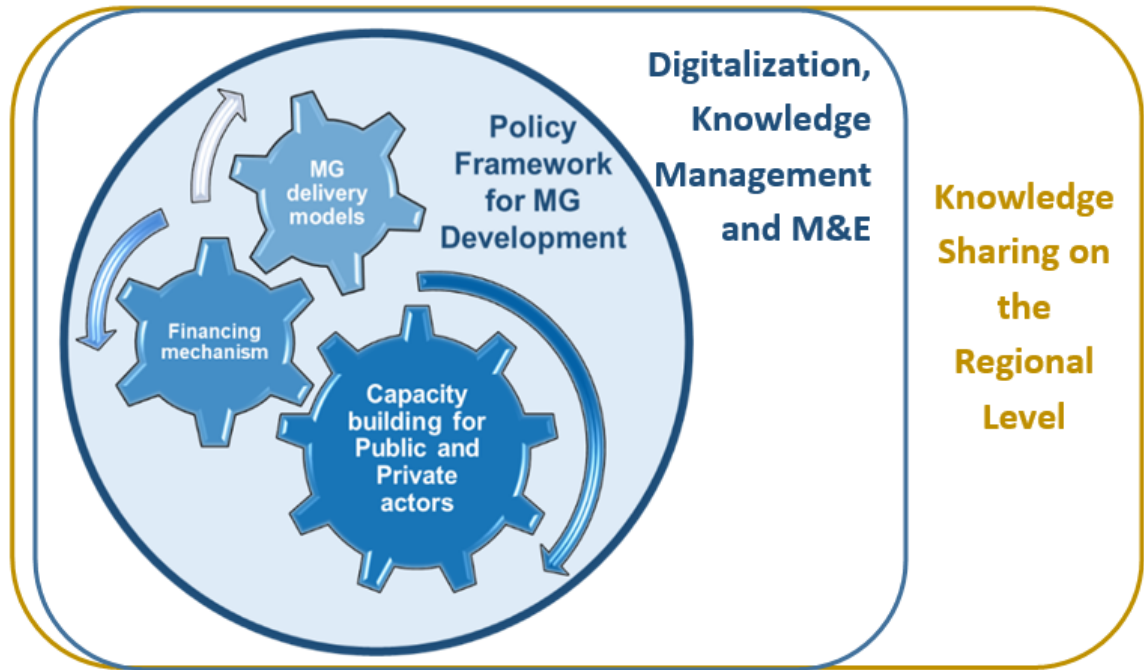 MG
delivery
models
Policy
Framework
for MG
Development
Financing
mechanism
Capacity
building for
Public and
Private
actors
Digitalization,
Knowledge
Management
and M&E
Knowledge
Sharing on
the
Regional
Level